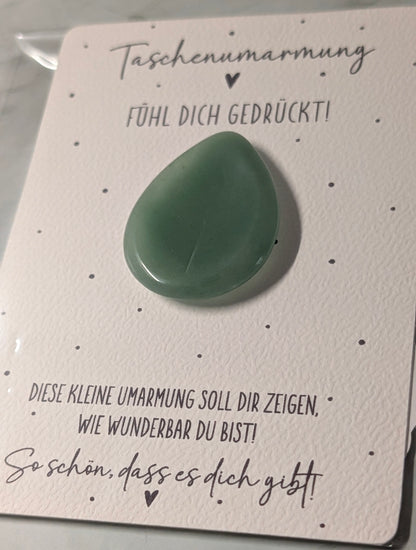 Taschenumarmung
FÜHL DICH GEDRÜCKT!
DIESE KLEINE UMARMUNG SOLL DIR ZEIGEN,
WIE WUNDERBAR DU BIST!
So schön, dass es dich gibt!